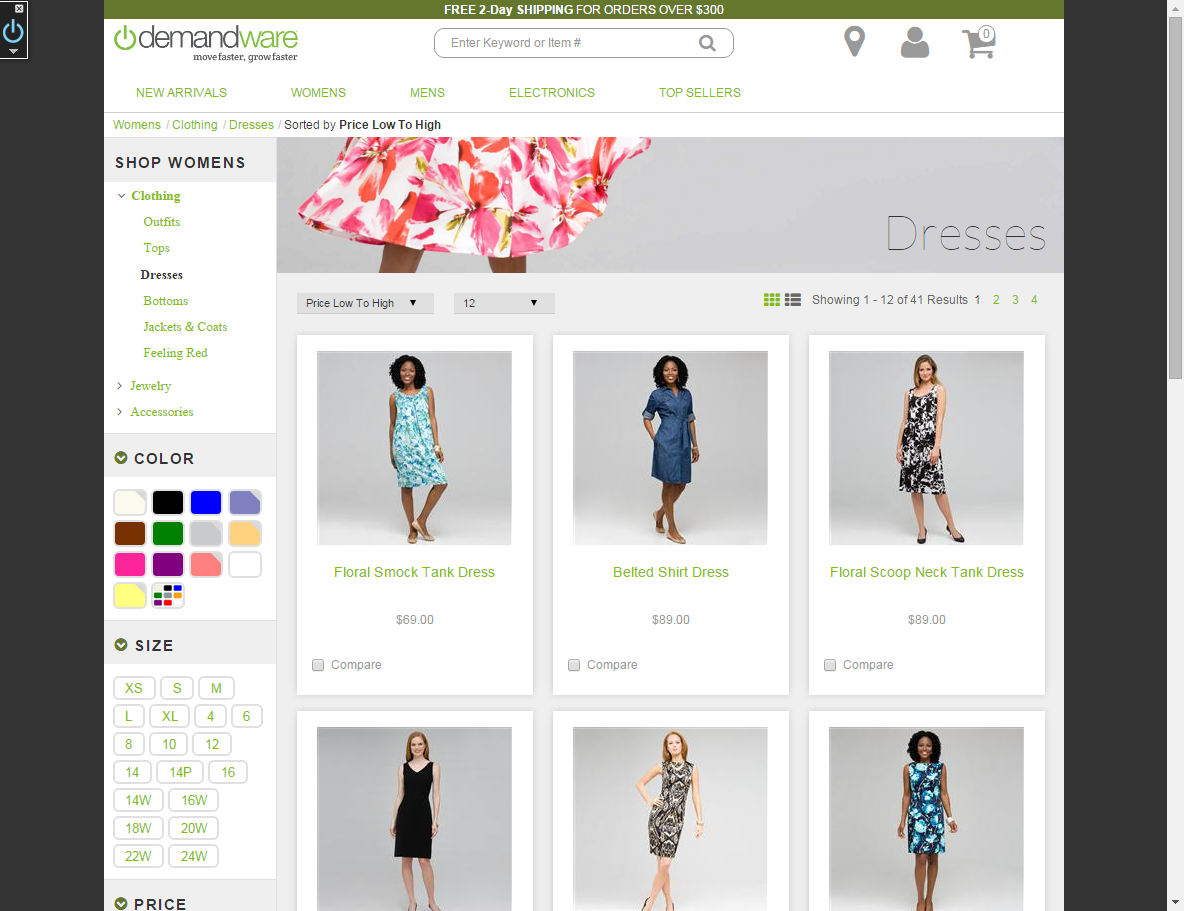 FREE 2-Day SHIPPING FOR ORDERS OVER $300
demandware
move faster, grow faster
Enter Keyword or Item #
0
NEW ARRIVALS WOMENS MENS ELECTRONICS TOP SELLERS
Womens / Clothing / Dresses / Sorted by Price Low To High
SHOP WOMENS
Clothing
Outfits
Tops
Dresses
Bottoms
Jackets & Coats
Feeling Red
Jewelry
Accessories
COLOR
SIZE
XS S M
L XL 4 6
8 10 12
14 14P 16
14W 16W
18W 20W
22W 24W
PRICE
Dresses
Price Low To High 12 Showing 1 - 12 of 41 Results 1 2 3 4
Floral Smock Tank Dress
$69.00
Compare
Belted Shirt Dress
$89.00
Compare
Floral Scoop Neck Tank Dress
$89.00
Compare